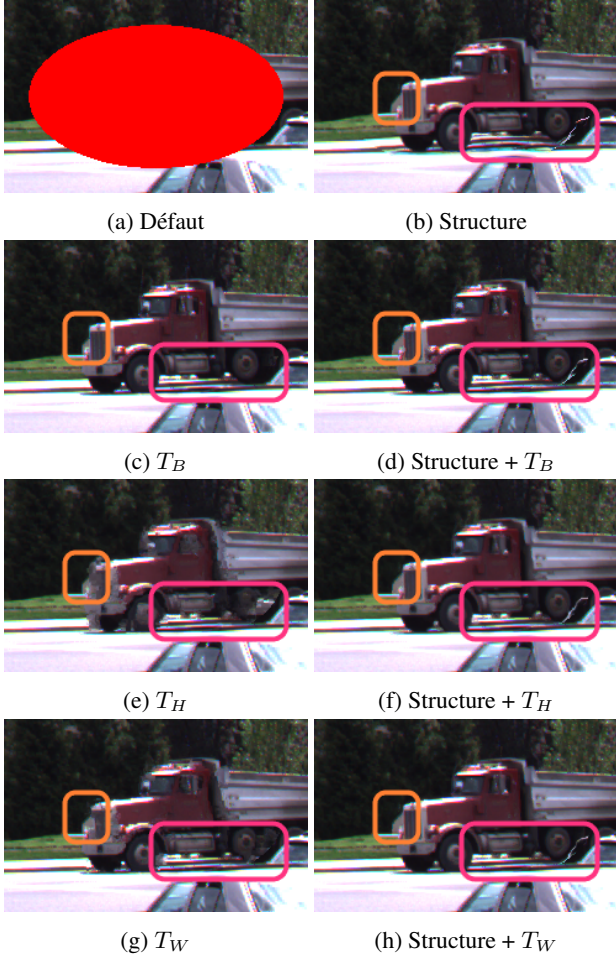 (a) Défaut
(b) Structure
(c) T_B
(d) Structure + T_B
(e) T_H
(f) Structure + T_H
(g) T_W
(h) Structure + T_W